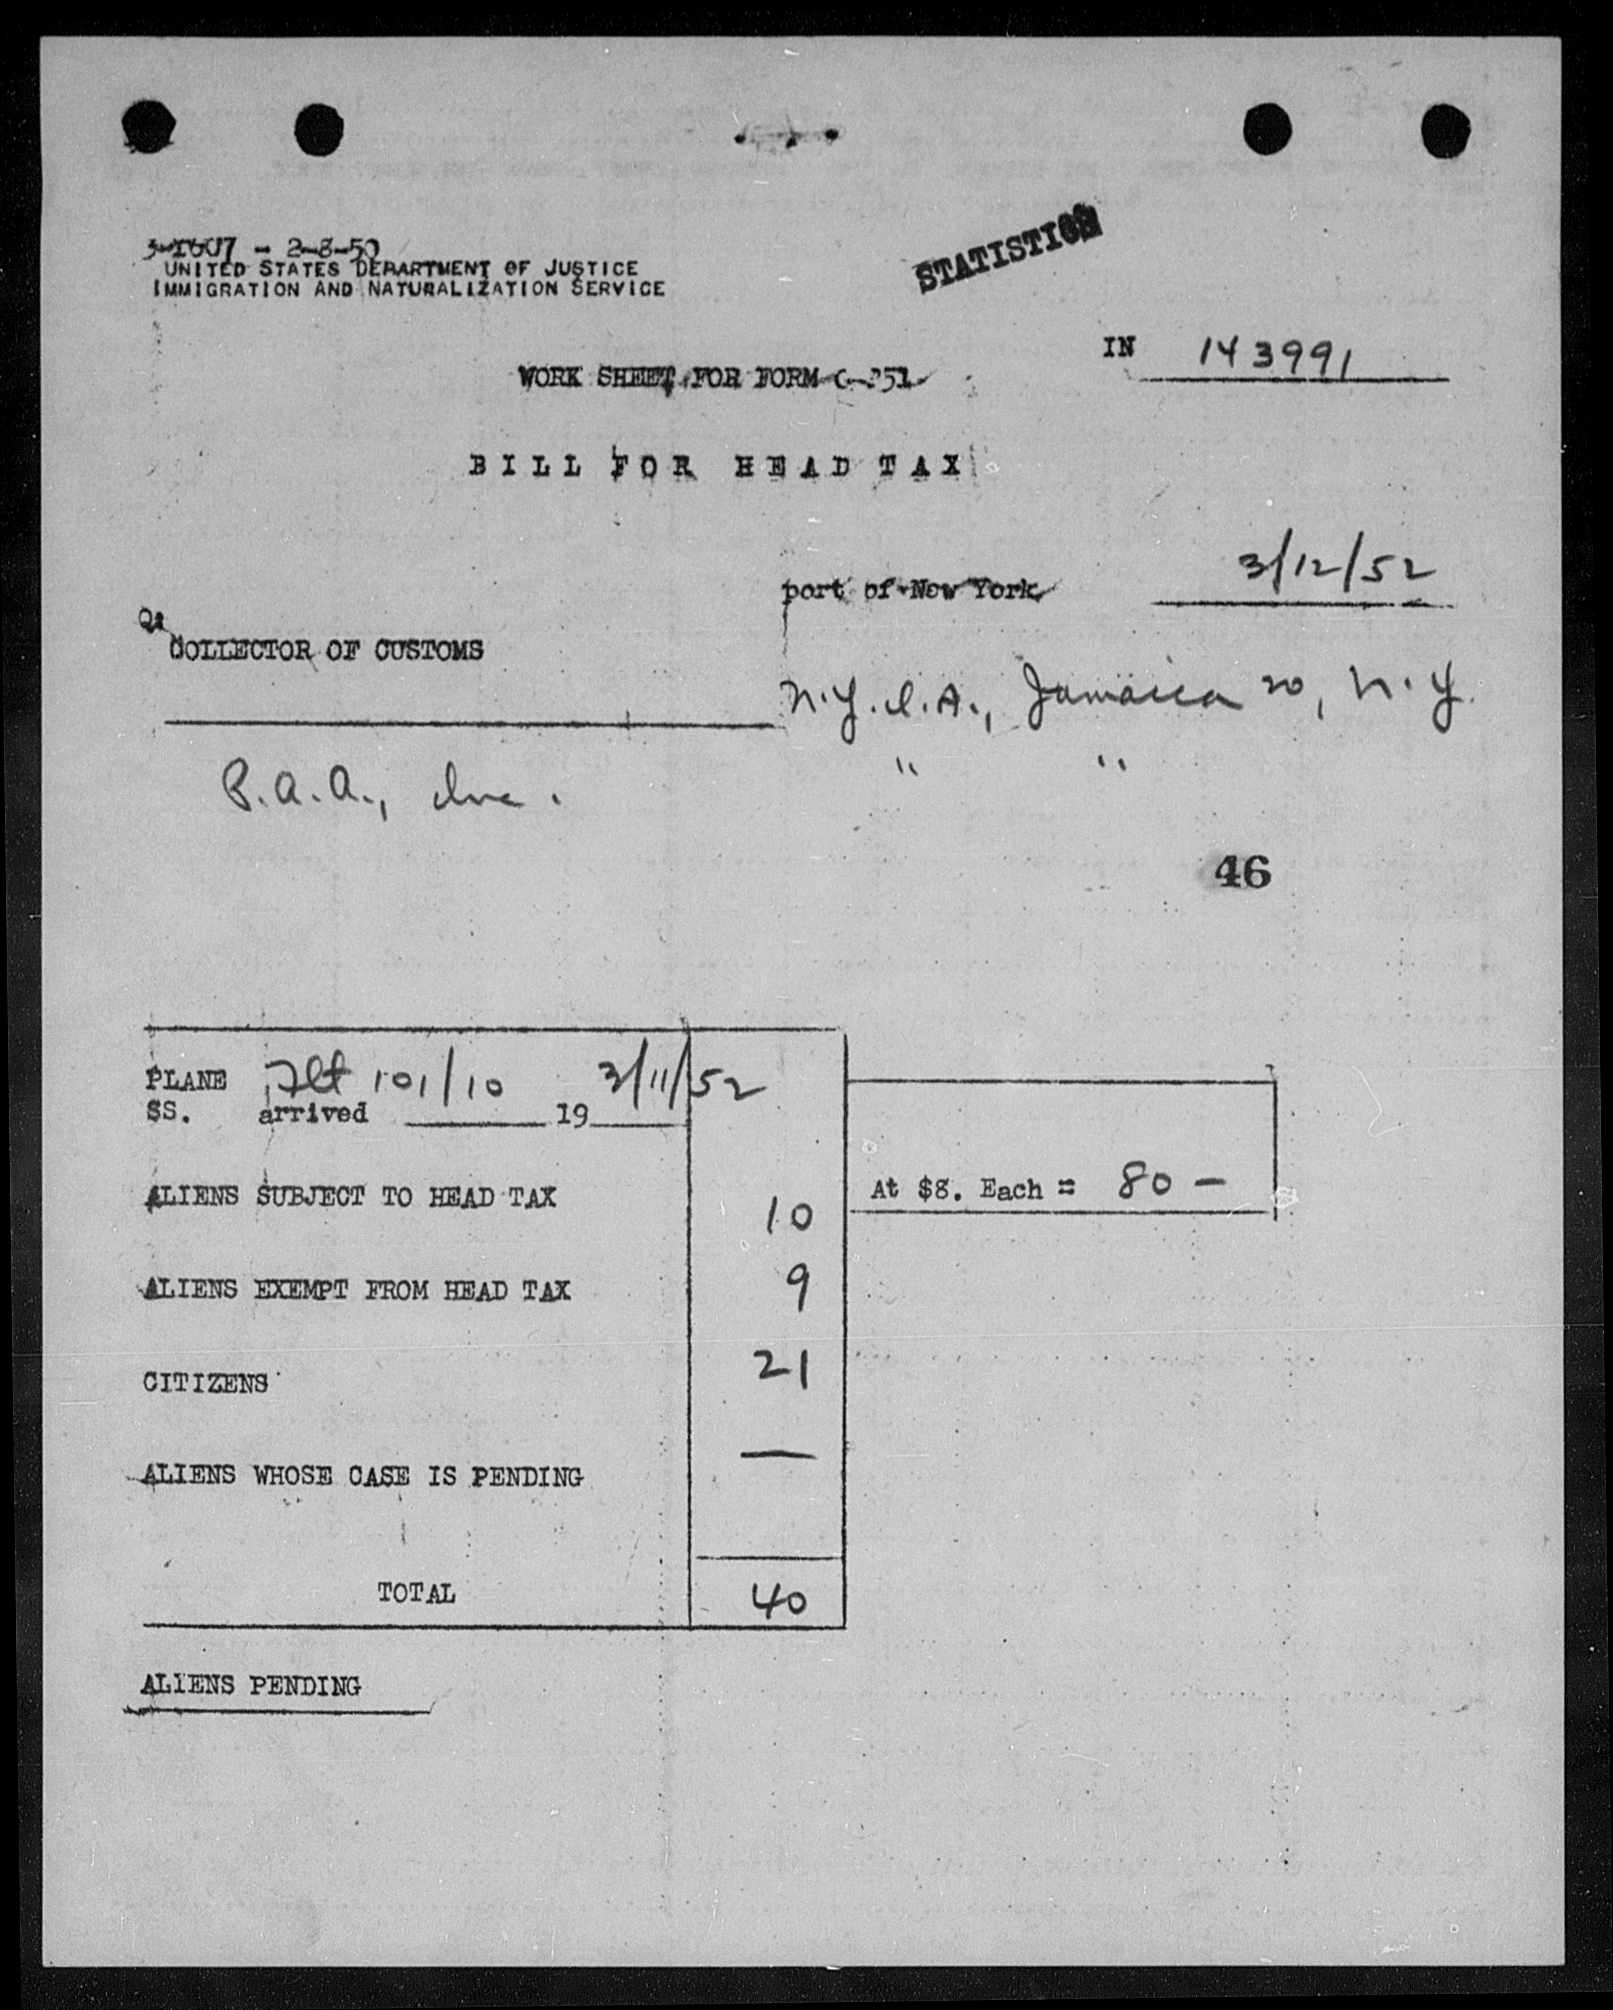 3-1607 - 2-8-50
UNITED STATES DEPARTMENT OF JUSTICE
IMMIGRATION AND NATURALIZATION SERVICE
STATISTICS
IN 143991
WORK SHEET FOR FORM
BILL FOR HEAD TAX
port of New York 3/12/52
COLLECTOR OF CUSTOMS
N.Y.I.A., Jamaica 20, N.Y.
P.A.A., Inc. " "
46
PLANE Flt 101/10 3/11/52
SS. arrived 19
ALIENS SUBJECT TO HEAD TAX 10 At $8. Each = 80 -
ALIENS EXEMPT FROM HEAD TAX 9
CITIZENS 21
ALIENS WHOSE CASE IS PENDING —
TOTAL 40
ALIENS PENDING